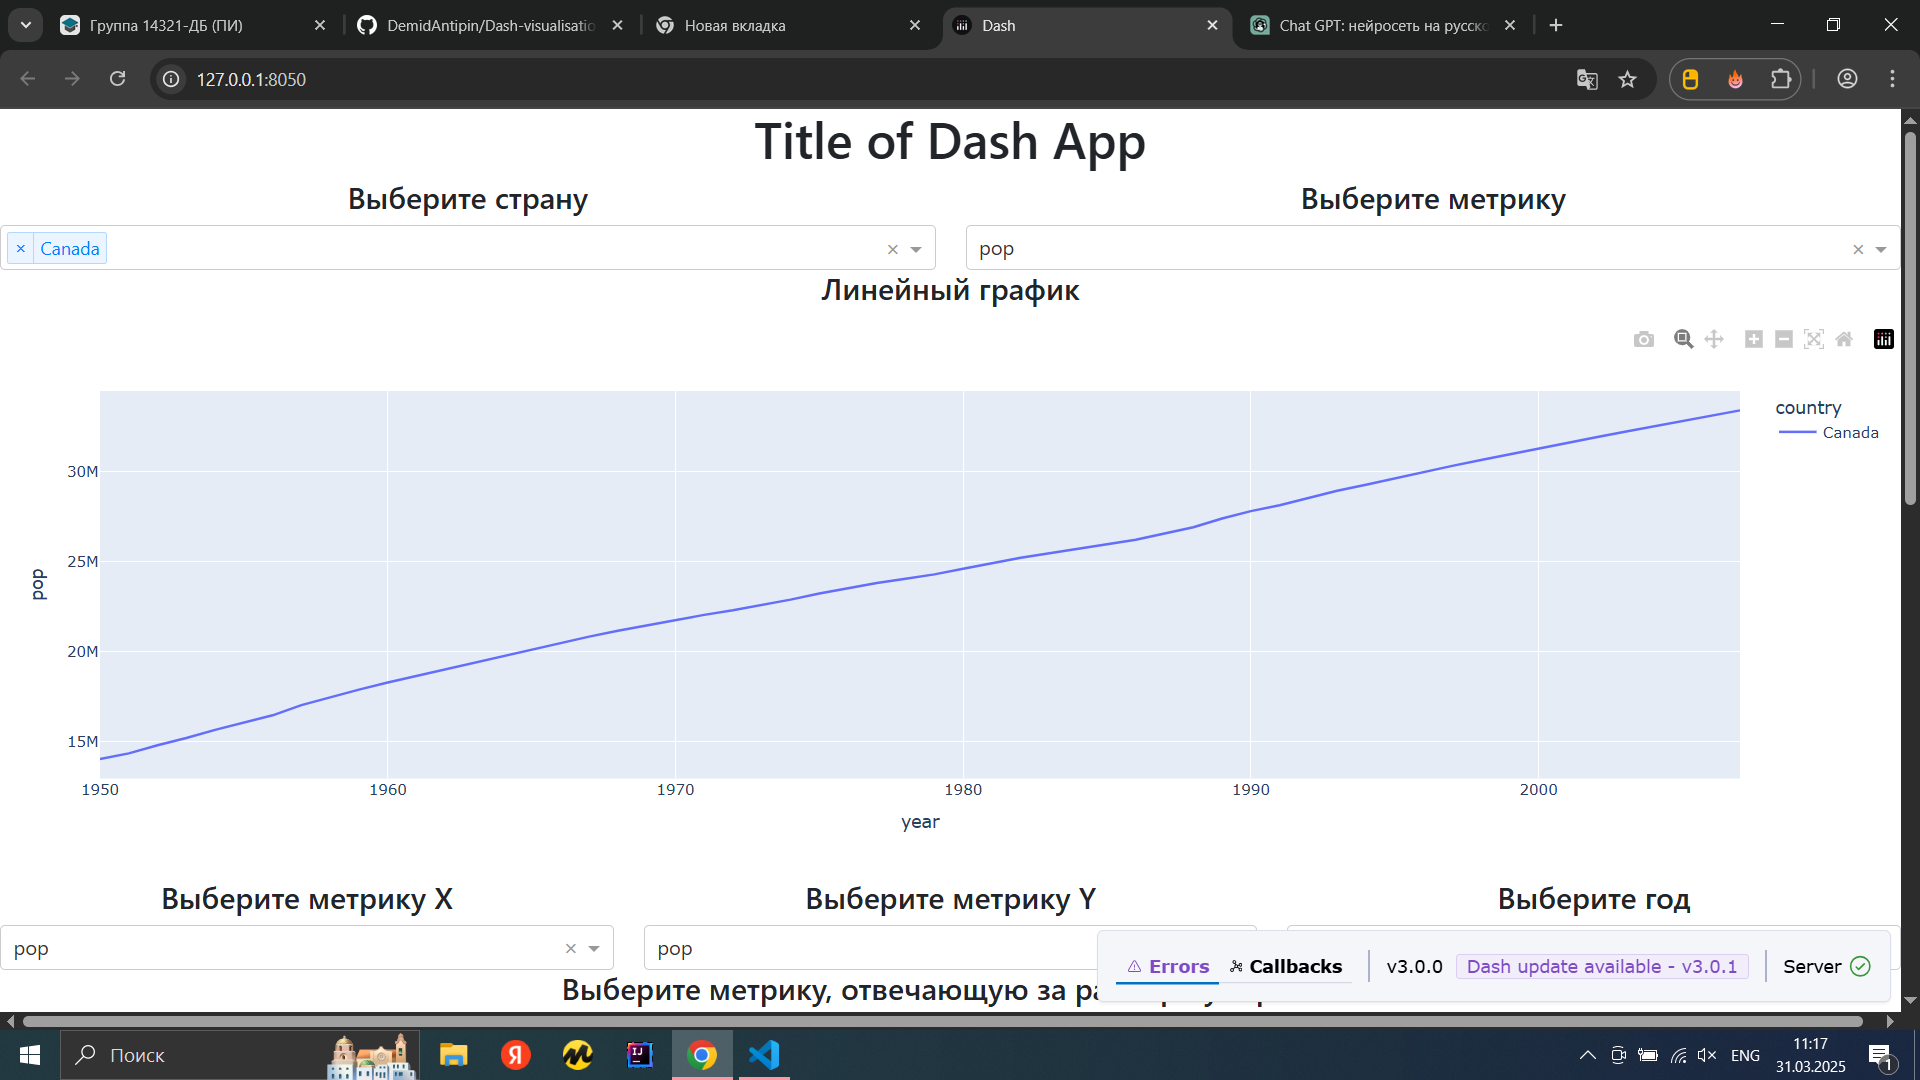 Группа 14321-ДБ (ПИ)
DemidAntipin/Dash-visualisatio
Новая вкладка
Dash
Chat GPT: нейросеть на русско
127.0.0.1:8050
Title of Dash App
Выберите страну
Выберите метрику
× Canada
pop
Линейный график
country
Canada
30M
25M
20M
15M
pop
1950 1960 1970 1980 1990 2000
year
Выберите метрику X
Выберите метрику Y
Выберите год
pop
pop
Errors
Callbacks
v3.0.0
Dash update available - v3.0.1
Server
Выберите метрику, отвечающую за
Поиск
ENG
11:17
31.03.2025
1